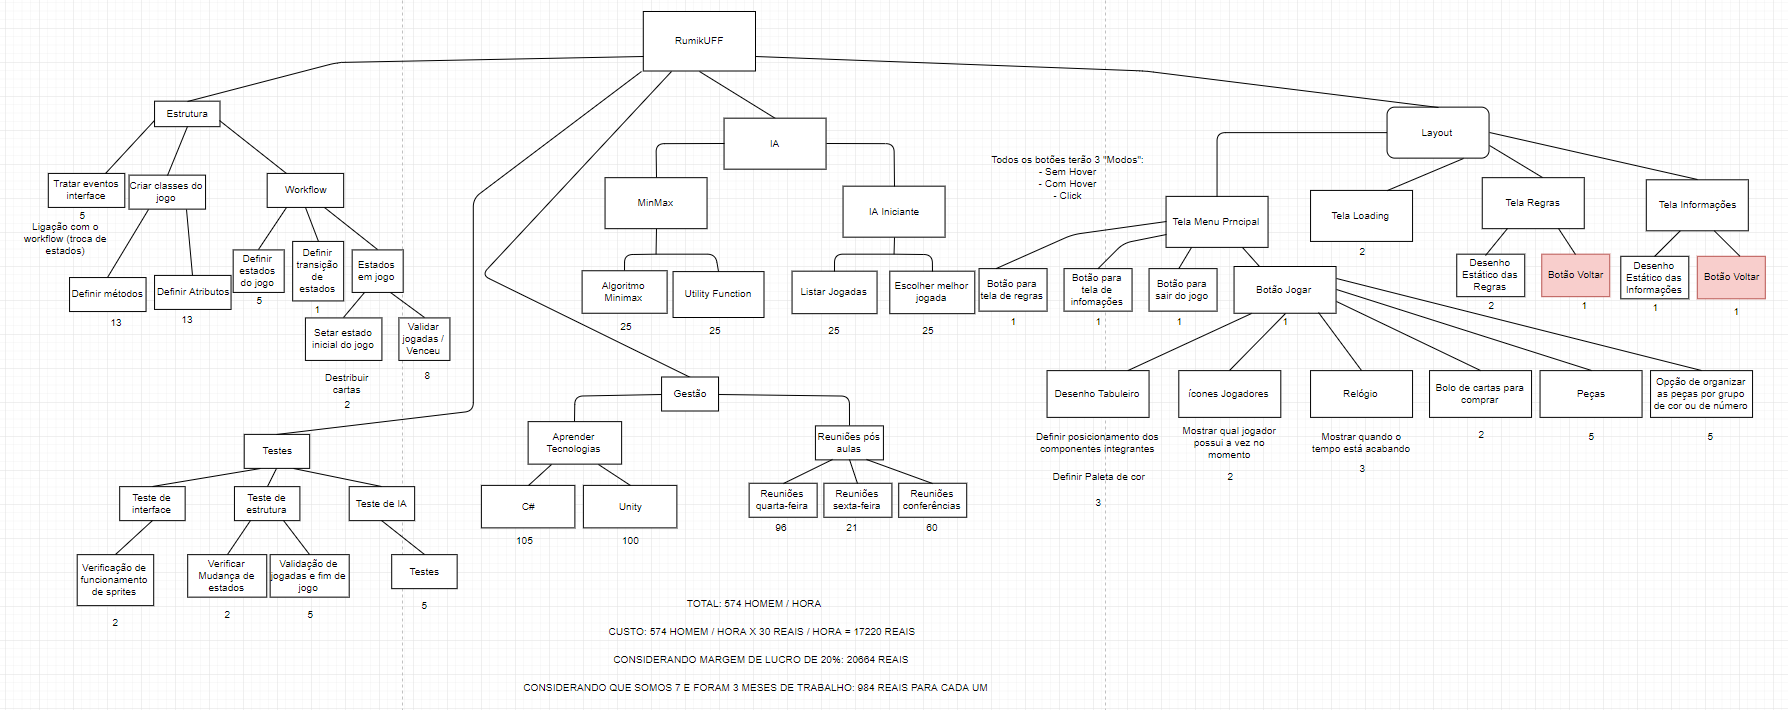 RumikUFF
Estrutura
IA
Layout
Todos os botões terão 3 "Modos":
- Sem Hover
- Com Hover
- Click
Tratar eventos
interface
5
Ligação com o
workflow (troca de
estados)
Criar classes do
jogo
Workflow
MinMax
IA Iniciante
Tela Menu Prncipal
Tela Loading
2
Tela Regras
Tela Informações
Definir métodos
13
Definir Atributos
13
Definir
estados
do jogo
5
Definir
transição
de
estados
1
Estados
em jogo
Setar estado
inicial do jogo
Destribuir
cartas
2
Validar
jogadas /
Venceu
8
Algoritmo
Minimax
25
Utility Function
25
Listar Jogadas
25
Escolher melhor
jogada
25
Botão para
tela de regras
1
Botão para
tela de
infomações
1
Botão para
sair do jogo
1
Botão Jogar
1
Desenho
Estático das
Regras
2
Botão Voltar
1
Desenho
Estático das
Informações
1
Botão Voltar
1
Desenho Tabuleiro
Definir posicionamento dos
componentes integrantes
Definir Paleta de cor
3
ícones Jogadores
Mostrar qual jogador
possui a vez no
momento
2
Relógio
Mostrar quando o
tempo está acabando
3
Bolo de cartas para
comprar
2
Peças
5
Opção de organizar
as peças por grupo
de cor ou de número
5
Gestão
Aprender
Tecnologias
Reuniões pós
aulas
C#
105
Unity
100
Reuniões
quarta-feira
96
Reuniões
sexta-feira
21
Reuniões
conferências
60
Testes
Teste de
interface
Teste de
estrutura
Teste de IA
Verificação de
funcionamento
de sprites
2
Verificar
Mudança de
estados
2
Validação de
jogadas e fim de
jogo
5
Testes
5
TOTAL: 574 HOMEM / HORA
CUSTO: 574 HOMEM / HORA X 30 REAIS / HORA = 17220 REAIS
CONSIDERANDO MARGEM DE LUCRO DE 20%: 20664 REAIS
CONSIDERANDO QUE SOMOS 7 E FORAM 3 MESES DE TRABALHO: 984 REAIS PARA CADA UM